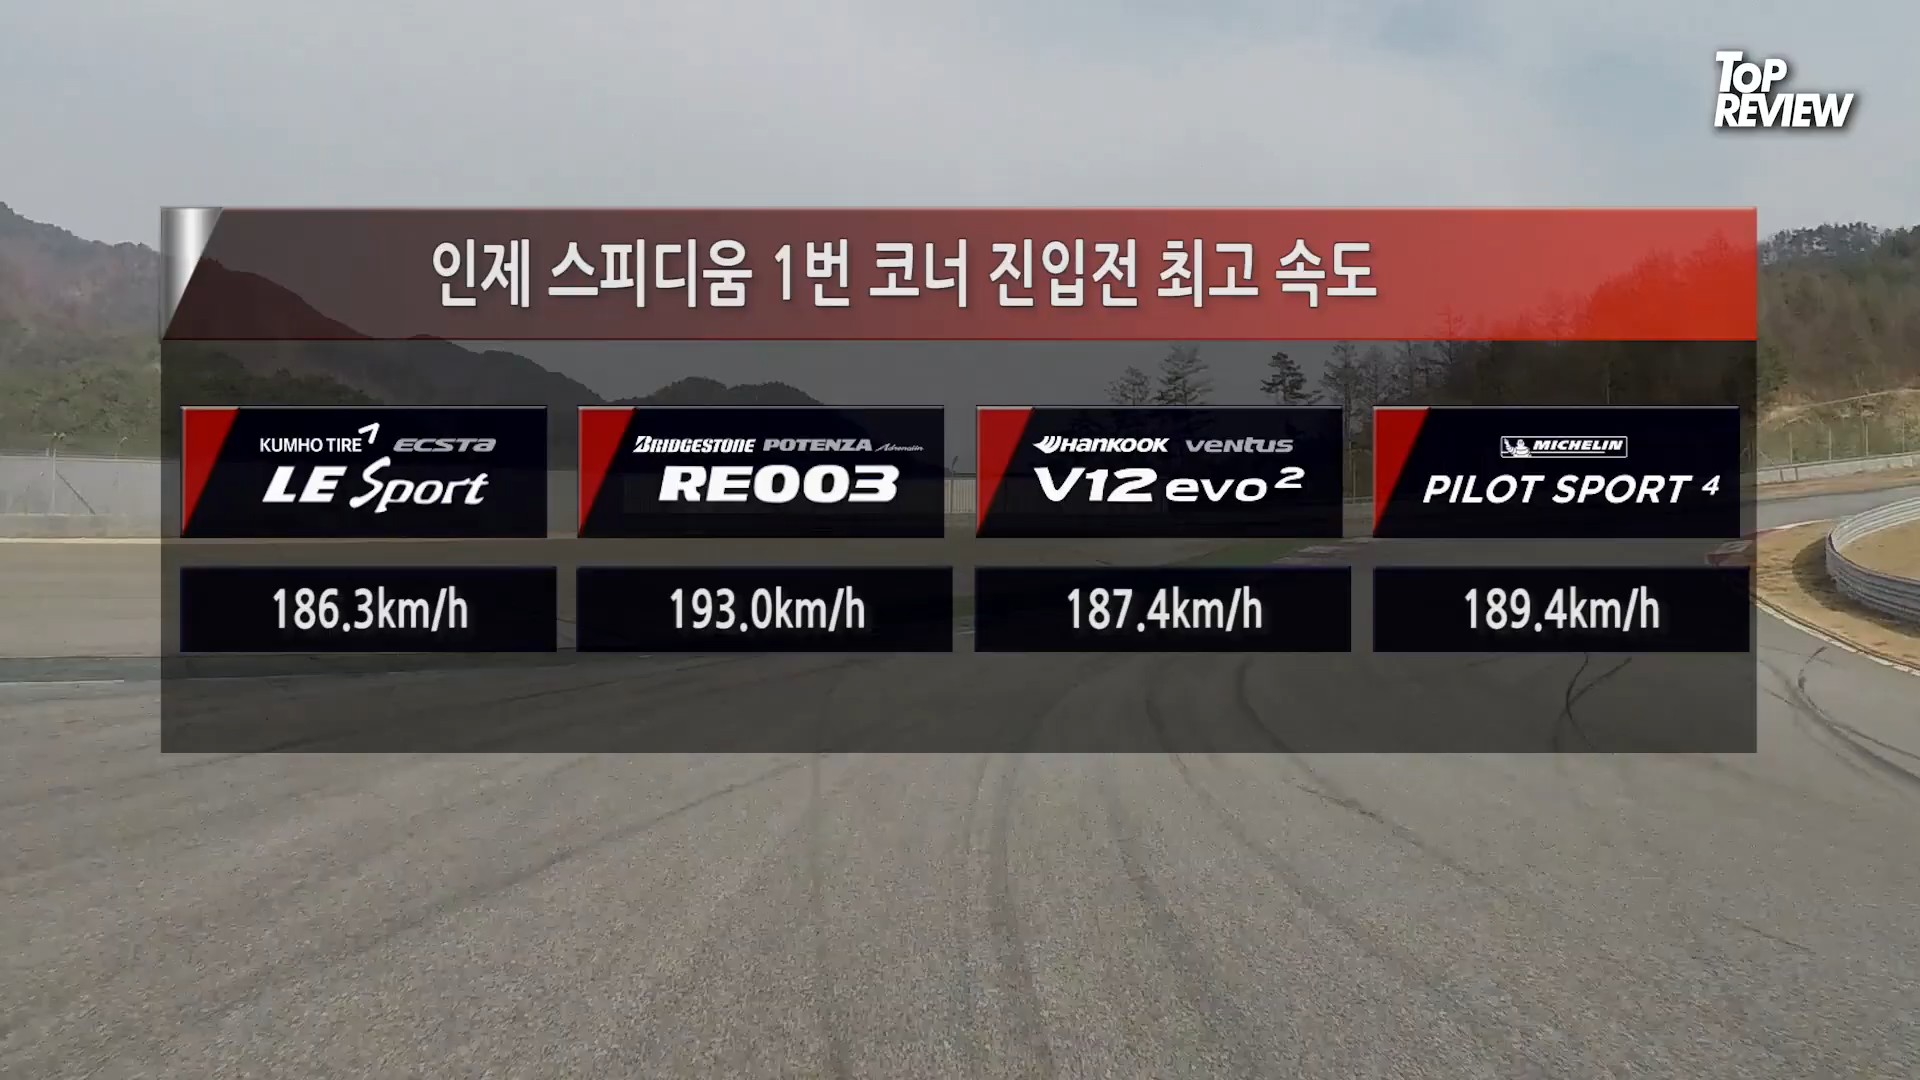 TOP
REVIEW
인제 스피디움 1번 코너 진입전 최고 속도
KUMHO TIRE ECSTA
LE Sport
BRIDGESTONE POTENZA Adrenalin
RE003
HANKOOK VENTUS
V12 evo 2
MICHELIN
PILOT SPORT 4
186.3km/h
193.0km/h
187.4km/h
189.4km/h